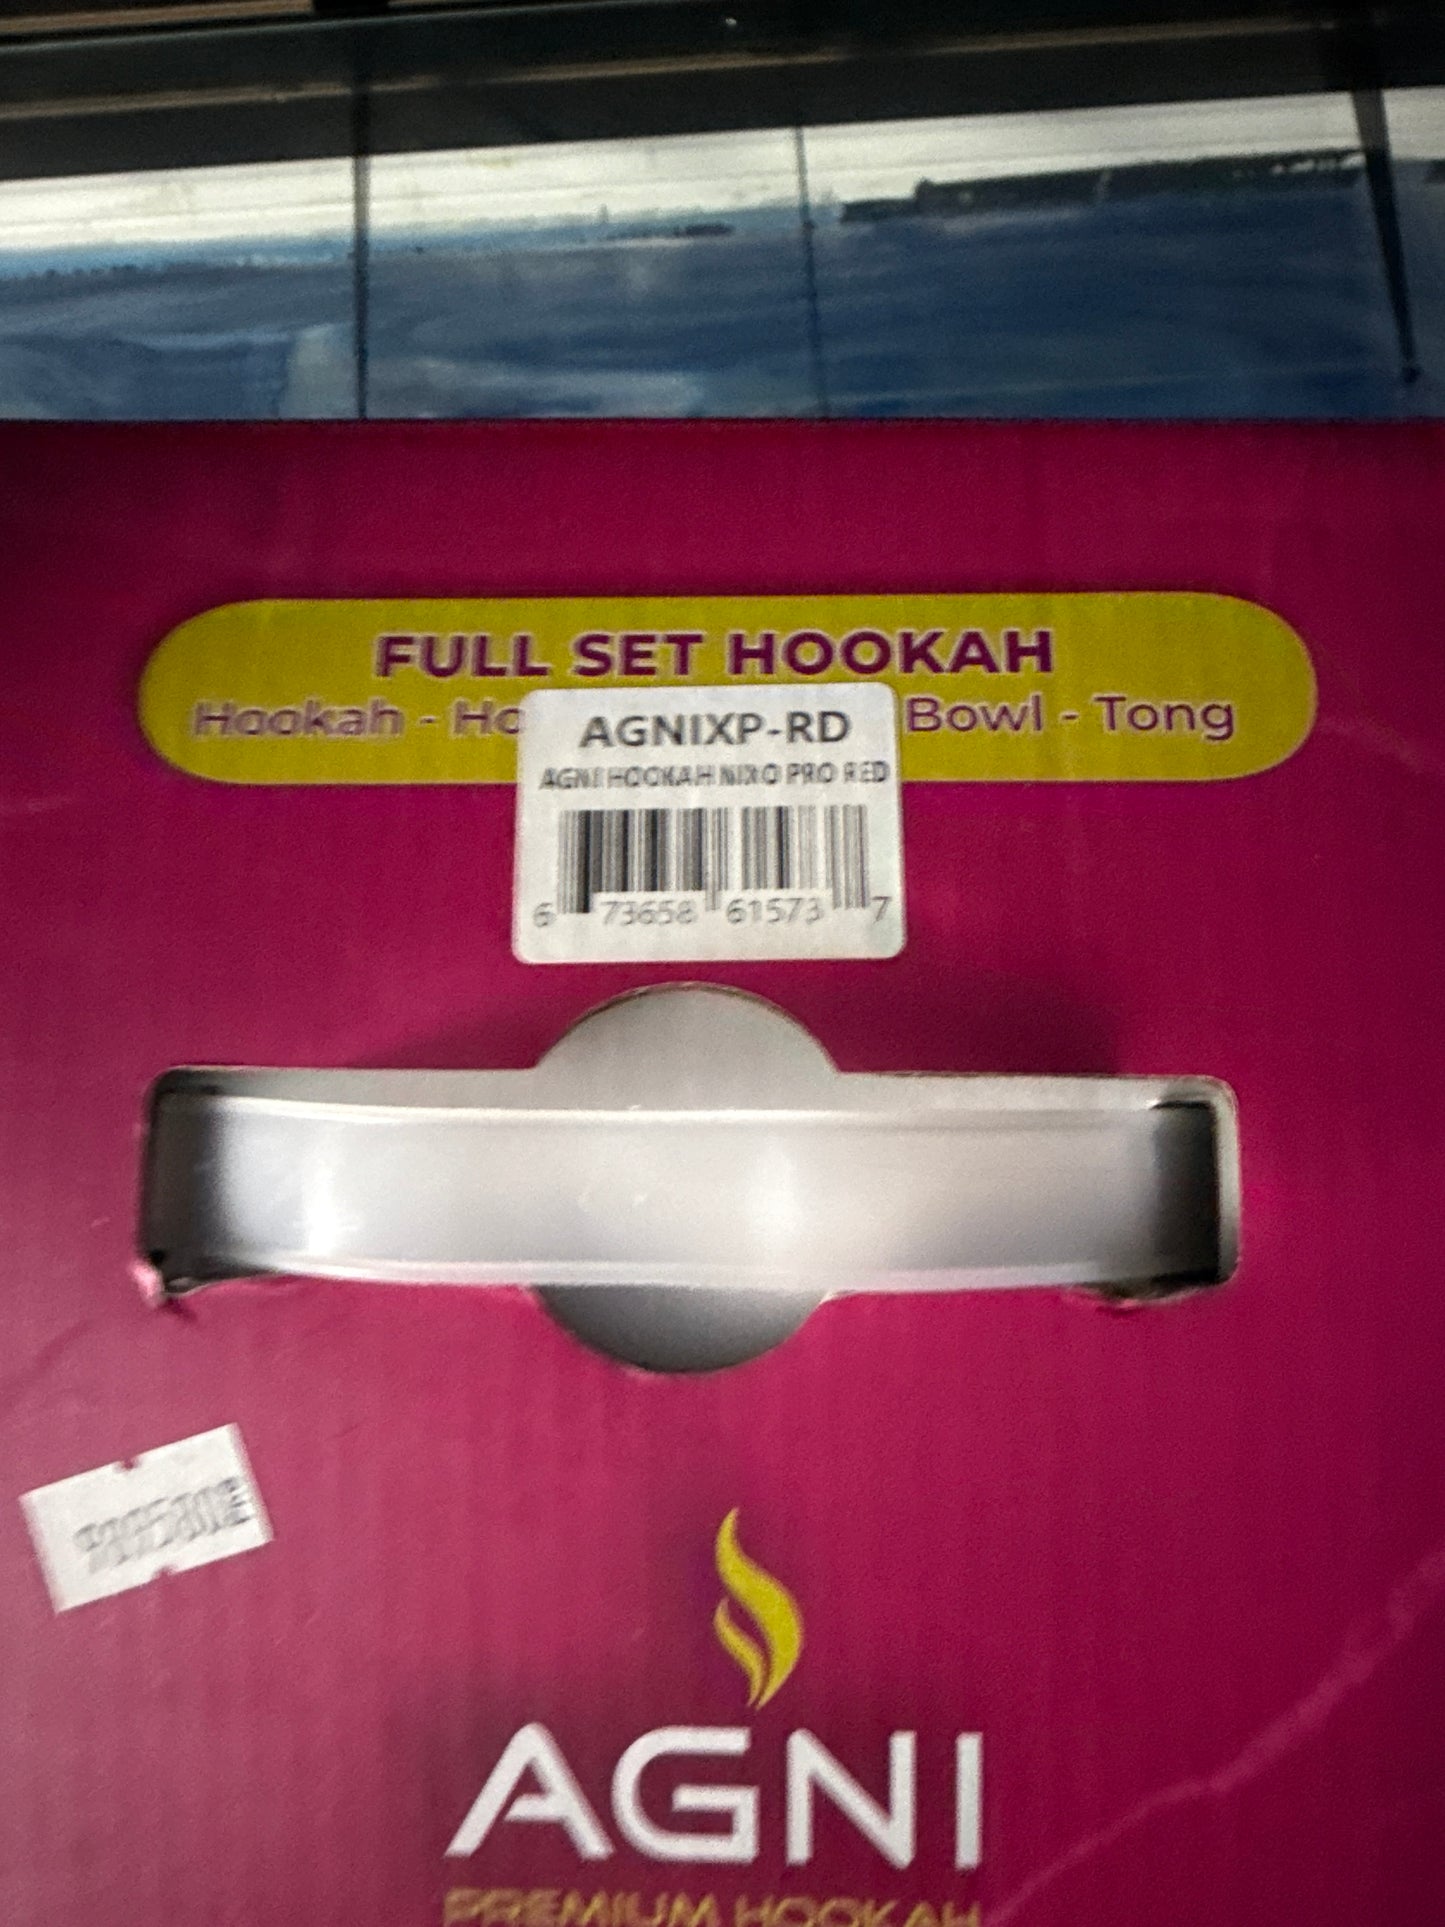 FULL SET HOOKAH
Hookah - Ho Bowl - Tong
AGNIXP-RD
AGNI HOOKAH NIXO PRO RED
6 73658 61573 7
AGNI
PREMIUM HOOKAH